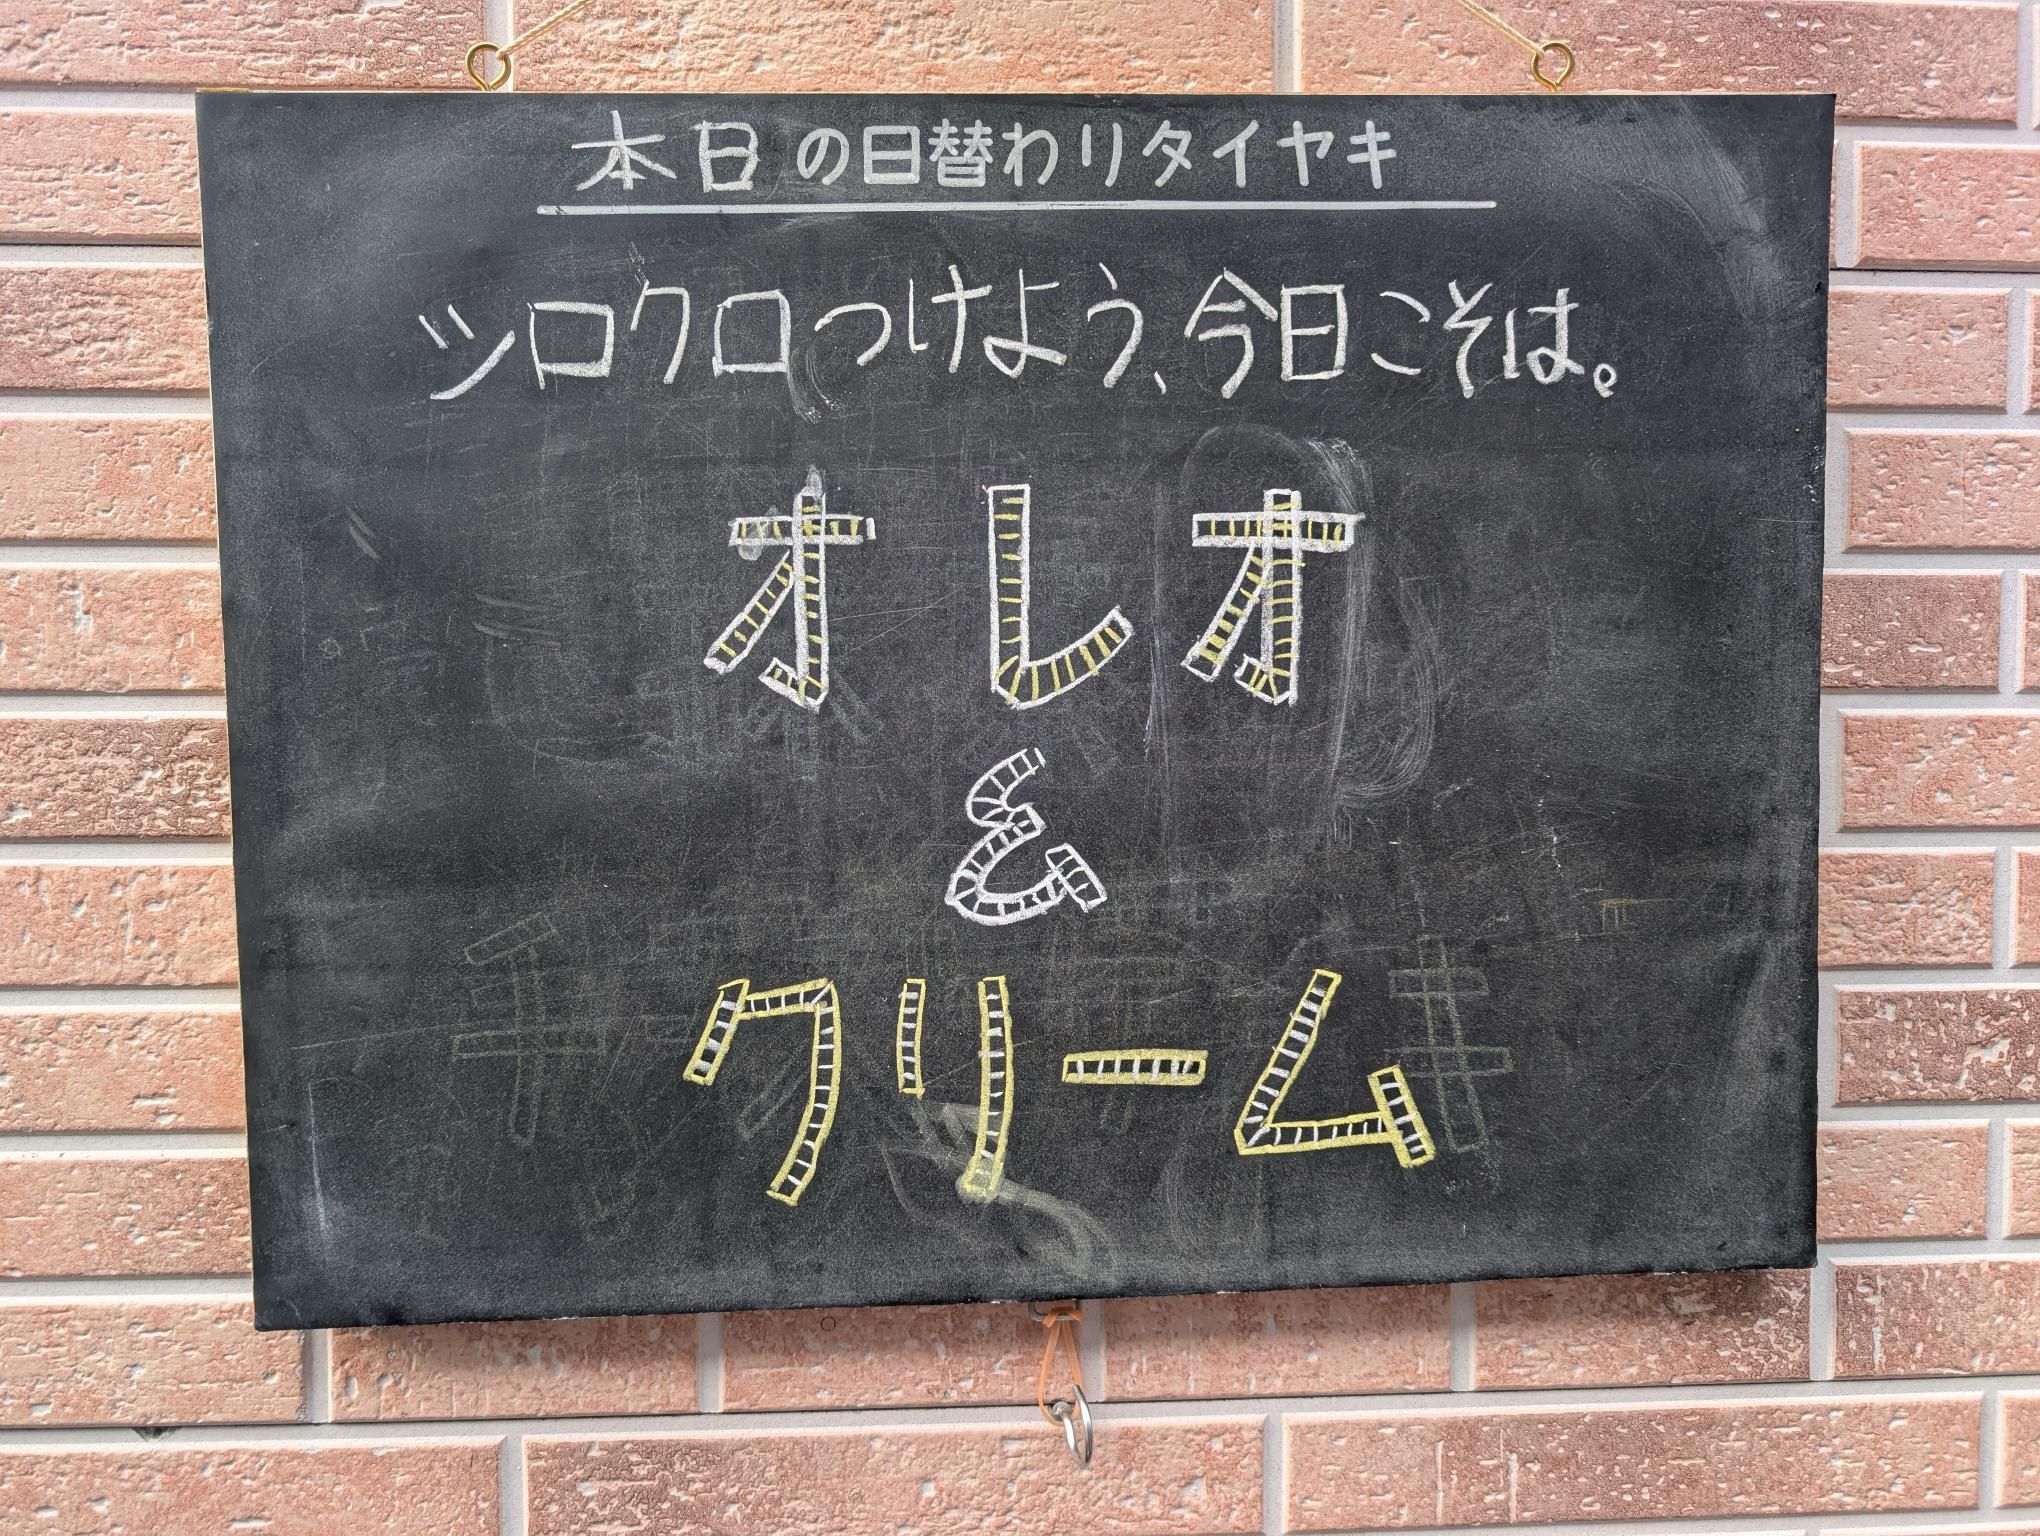 本日の日替わりタイヤキ
シロクロつけよう、今日こそは。
オレオ
&
クリーム